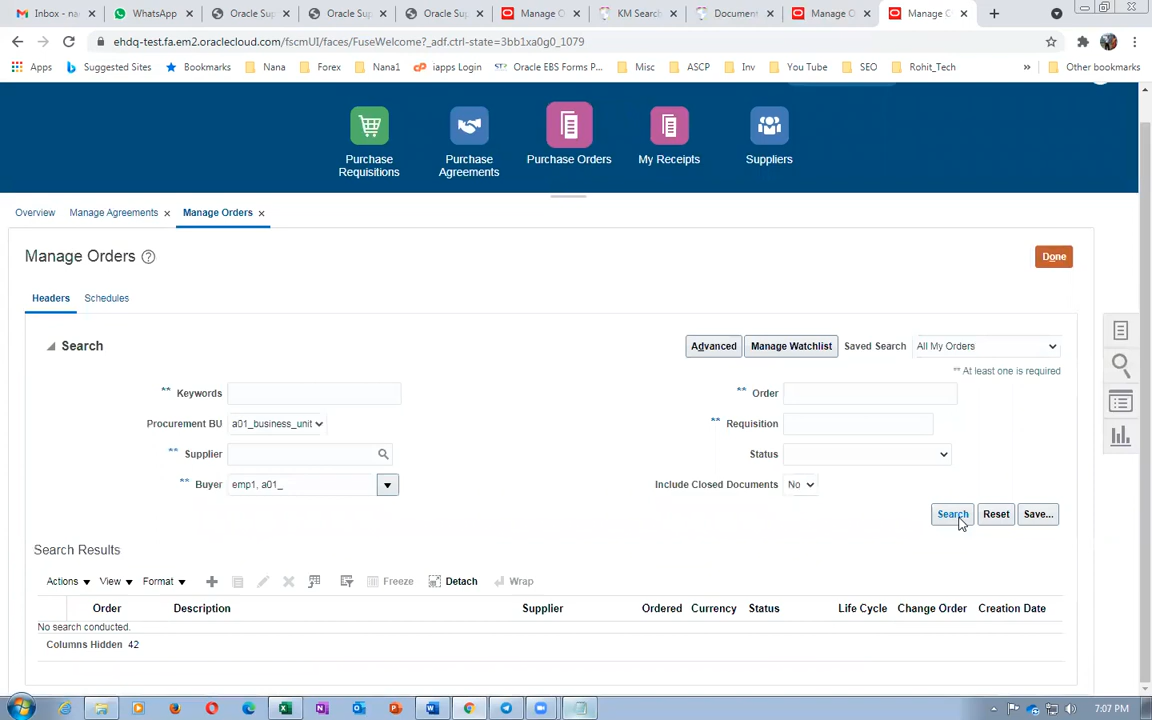 Inbox - na
WhatsApp
Oracle Sup
Oracle Sup
Oracle Sup
Manage O
KM Search
Document
Manage O
Manage O
ehdq-test.fa.em2.oraclecloud.com/fscmUI/faces/FuseWelcome?_adf.ctrl-state=3bb1xa0g0_1079
Apps
Suggested Sites
Bookmarks
Nana
Forex
Nana1
iapps Login
Oracle EBS Forms P...
Misc
ASCP
Inv
You Tube
SEO
Rohit_Tech
»
Other bookmarks
Purchase Requisitions
Purchase Agreements
Purchase Orders
My Receipts
Suppliers
Overview
Manage Agreements ×
Manage Orders ×
Manage Orders ?
Done
Headers
Schedules
Search
Advanced
Manage Watchlist
Saved Search
All My Orders
** At least one is required
** Keywords
** Order
Procurement BU
a01_business_unit
** Requisition
** Supplier
Status
** Buyer
emp1, a01_
Include Closed Documents
No
Search
Reset
Save...
Search Results
Actions
View
Format
Freeze
Detach
Wrap
Order
Description
Supplier
Ordered
Currency
Status
Life Cycle
Change Order
Creation Date
No search conducted.
Columns Hidden 42
7:07 PM